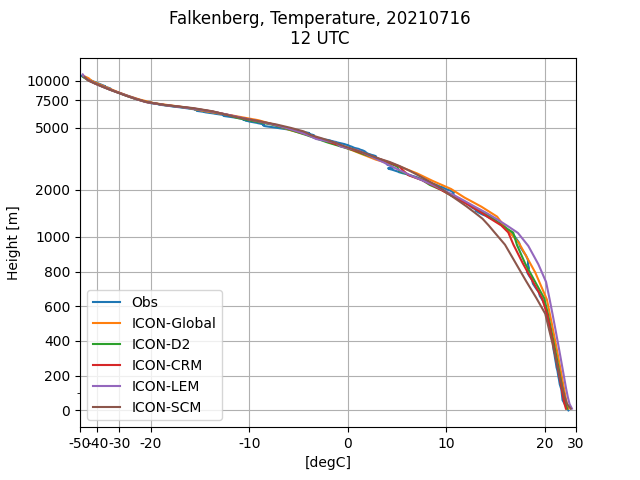 Falkenberg, Temperature, 20210716
12 UTC
10000
7500
5000
2000
1000
800
600
400
200
0
Height [m]
Obs
ICON-Global
ICON-D2
ICON-CRM
ICON-LEM
ICON-SCM
-50 -40 -30 -20 -10 0 10 20 30
[degC]